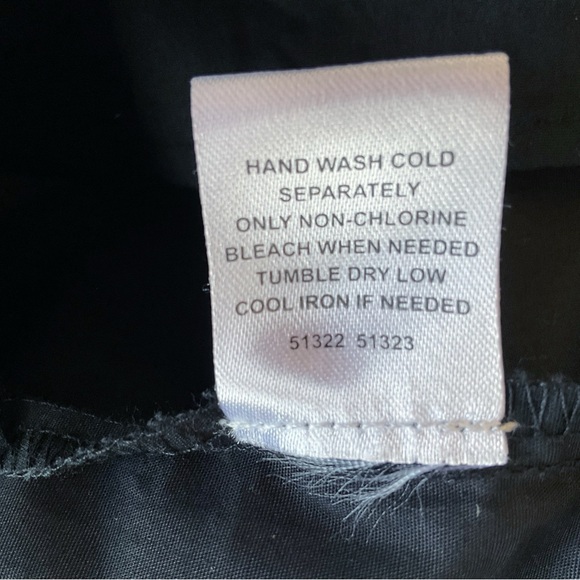 HAND WASH COLD
SEPARATELY
ONLY NON-CHLORINE
BLEACH WHEN NEEDED
TUMBLE DRY LOW
COOL IRON IF NEEDED
51322 51323